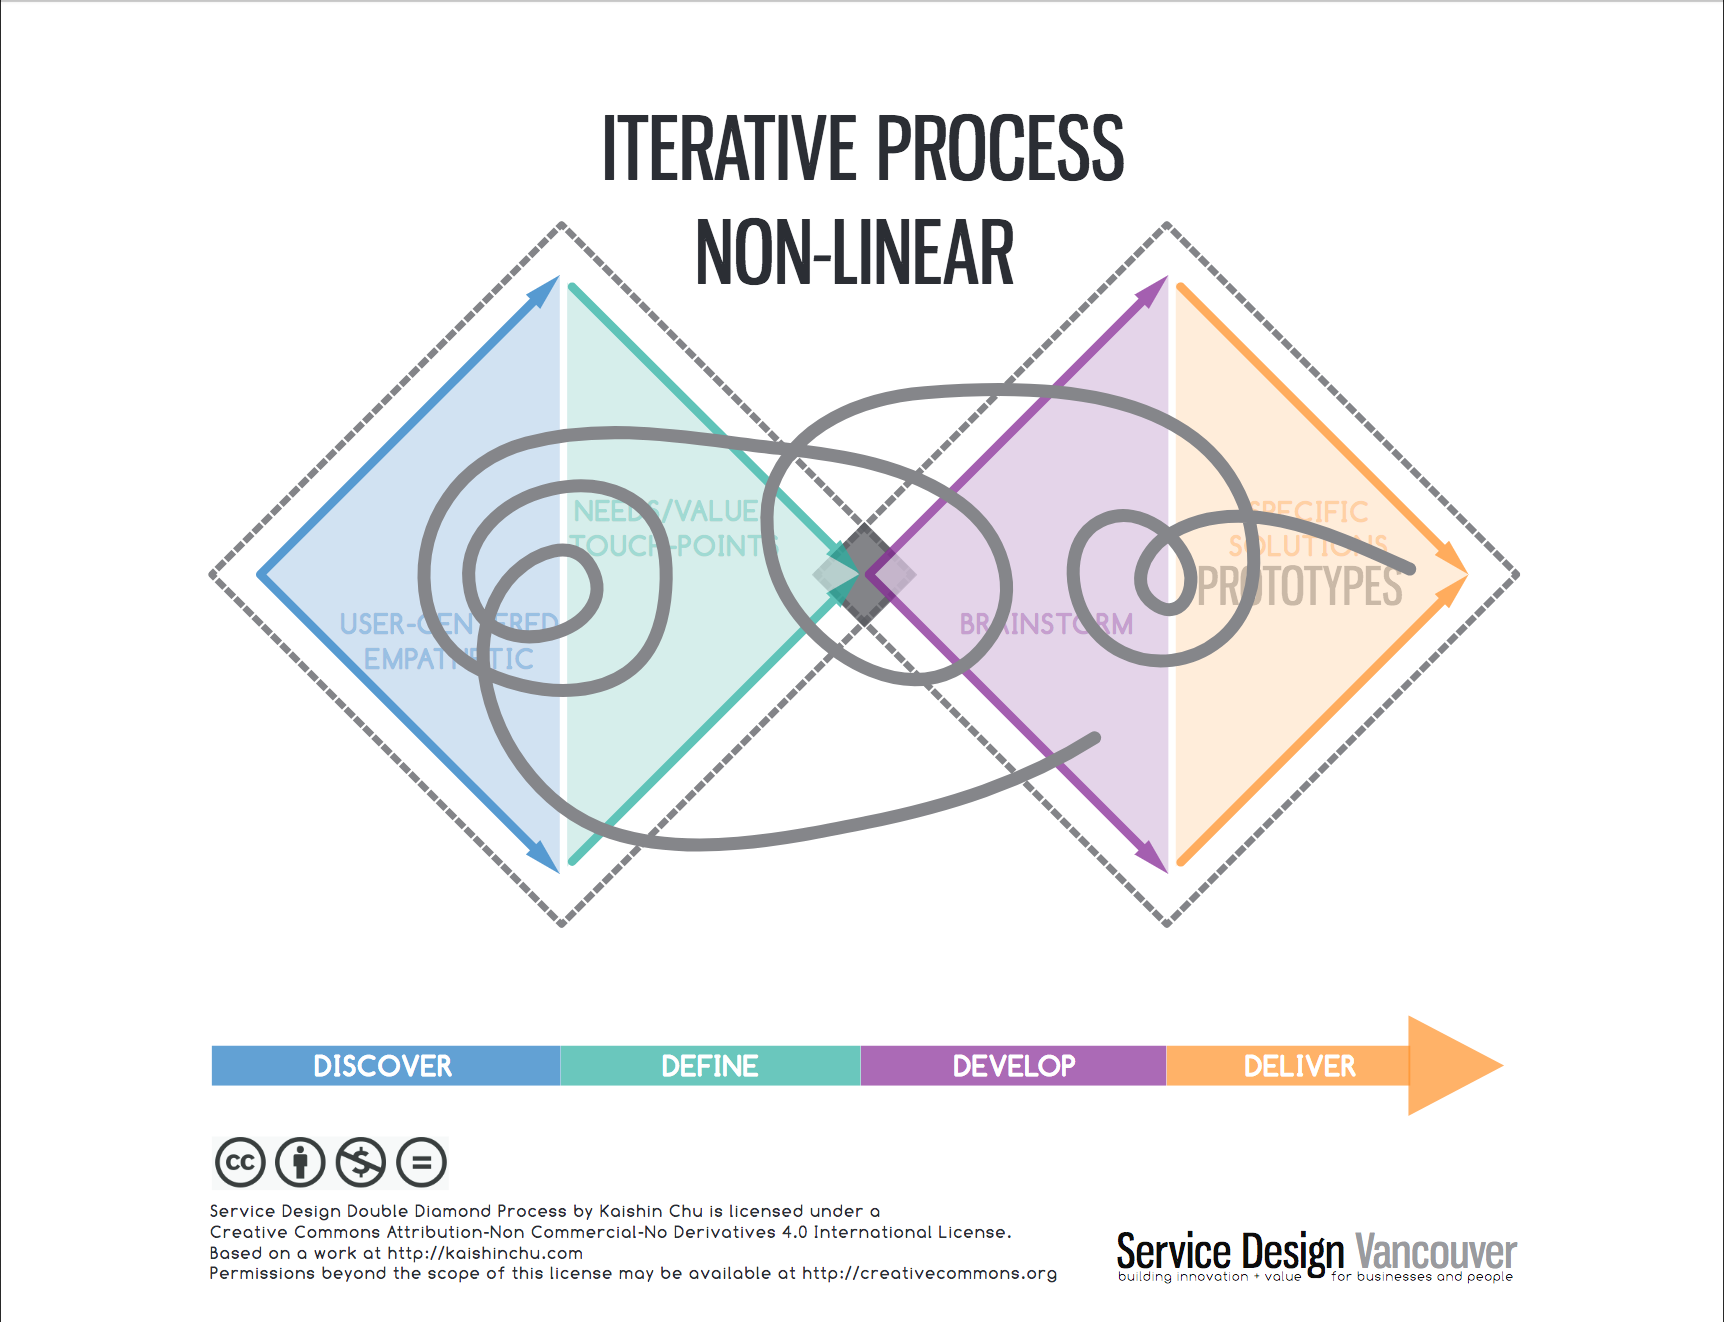 ITERATIVE PROCESS
NON-LINEAR
NEEDS/VALUE
TOUCH-POINTS
USER-CENTERED
EMPATHETIC
BRAINSTORM
SPECIFIC
SOLUTIONS
PROTOTYPES
DISCOVER
DEFINE
DEVELOP
DELIVER
cc
$
=
Service Design Double Diamond Process by Kaishin Chu is licensed under a
Creative Commons Attribution-Non Commercial-No Derivatives 4.0 International License.
Based on a work at http://kaishinchu.com
Permissions beyond the scope of this license may be available at http://creativecommons.org
Service Design Vancouver
building innovation + value for businesses and people